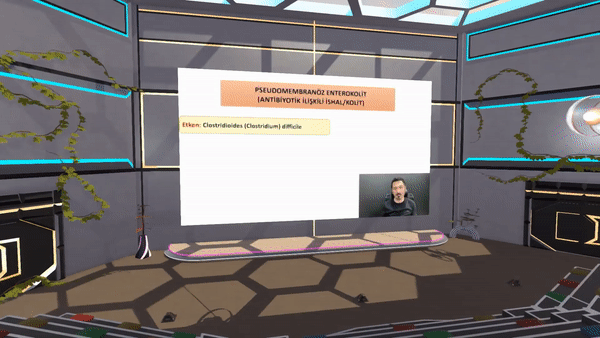 PSEUDOMEMBRANÖZ ENTEROKOLİT
(ANTİBİYOTİK İLİŞKİLİ İSHAL/KOLİT)
Etken: Clostridioides (Clostridium) difficile